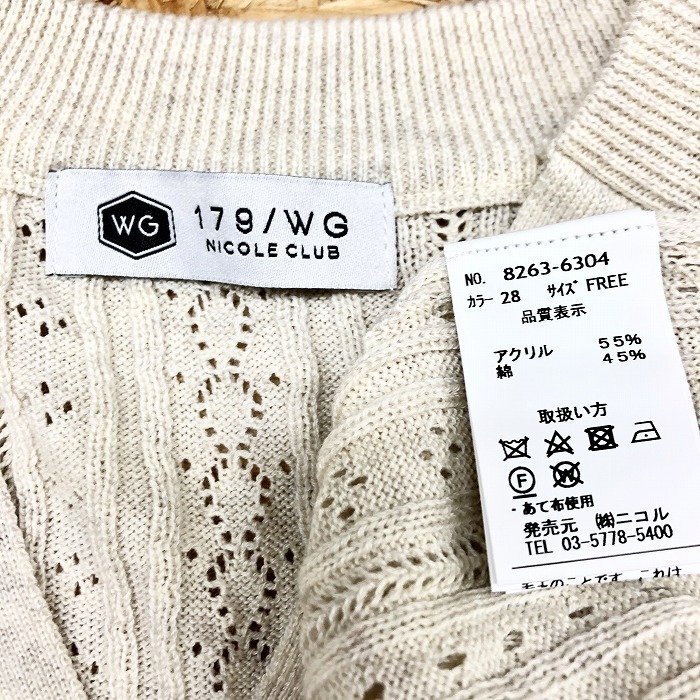 WG
179/WG
NICOLE CLUB
NO. 8263-6304
カラー 28 サイズ FREE
品質表示
アクリル 55%
綿 45%
取扱い方
F
W
・あて布使用
発売元 ㈱ニコル
TEL 03-5778-5400